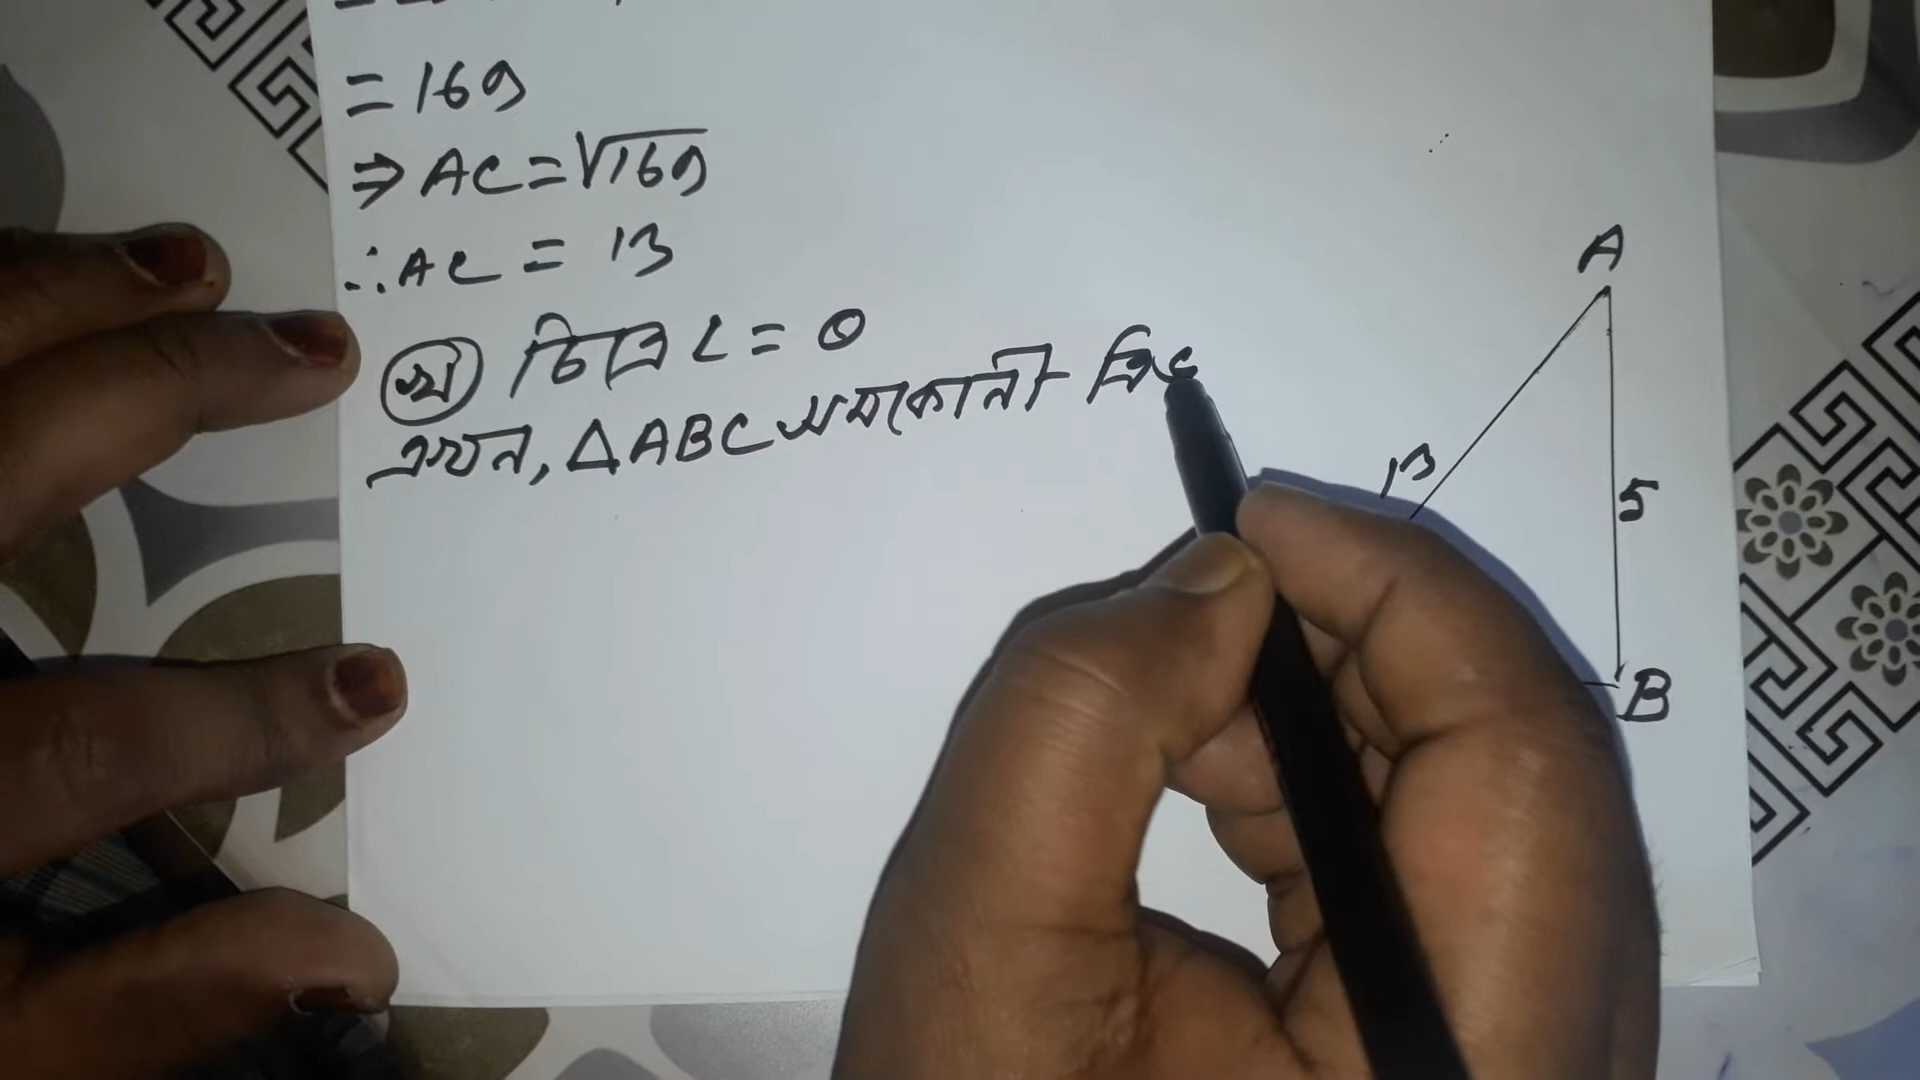 = 169
⇒ AC = √169
∴ AC = 13
(খ) চিত্রে ∠ = θ
এখন, △ABC সমকোনী ত্রি
A
13
5
B